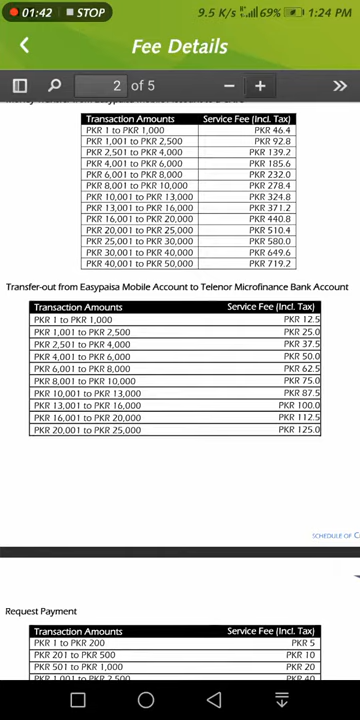 01:42 STOP 9.5 K/s 69% 1:24 PM
Fee Details
2 of 5
Transaction Amounts Service Fee (Incl. Tax)
PKR 1 to PKR 1,000 PKR 46.4
PKR 1,001 to PKR 2,500 PKR 92.8
PKR 2,501 to PKR 4,000 PKR 139.2
PKR 4,001 to PKR 6,000 PKR 185.6
PKR 6,001 to PKR 8,000 PKR 232.0
PKR 8,001 to PKR 10,000 PKR 278.4
PKR 10,001 to PKR 13,000 PKR 324.8
PKR 13,001 to PKR 16,000 PKR 371.2
PKR 16,001 to PKR 20,000 PKR 440.8
PKR 20,001 to PKR 25,000 PKR 510.4
PKR 25,001 to PKR 30,000 PKR 580.0
PKR 30,001 to PKR 40,000 PKR 649.6
PKR 40,001 to PKR 50,000 PKR 719.2
Transfer-out from Easypaisa Mobile Account to Telenor Microfinance Bank Account
Transaction Amounts Service Fee (Incl. Tax)
PKR 1 to PKR 1,000 PKR 12.5
PKR 1,001 to PKR 2,500 PKR 25.0
PKR 2,501 to PKR 4,000 PKR 37.5
PKR 4,001 to PKR 6,000 PKR 50.0
PKR 6,001 to PKR 8,000 PKR 62.5
PKR 8,001 to PKR 10,000 PKR 75.0
PKR 10,001 to PKR 13,000 PKR 87.5
PKR 13,001 to PKR 16,000 PKR 100.0
PKR 16,001 to PKR 20,000 PKR 112.5
PKR 20,001 to PKR 25,000 PKR 125.0
SCHEDULE OF C
Request Payment
Transaction Amounts Service Fee (Incl. Tax)
PKR 1 to PKR 200 PKR 5
PKR 201 to PKR 500 PKR 10
PKR 501 to PKR 1,000 PKR 20
PKR 1,001 to PKR 2,500 PKR 40